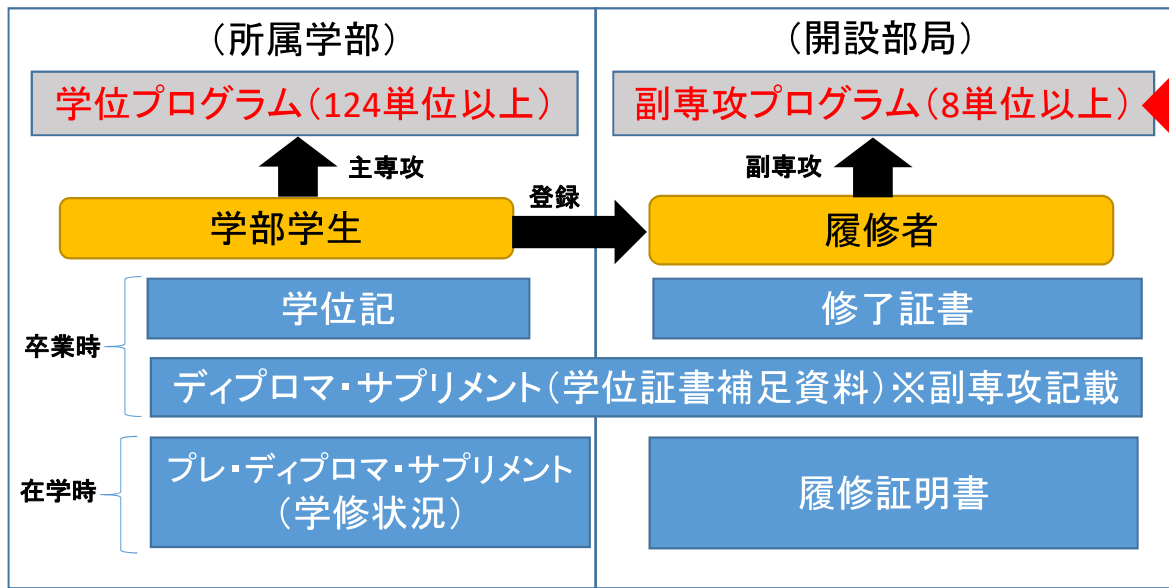 (所属学部)
(開設部局)
学位プログラム(124単位以上)
副専攻プログラム(8単位以上)
主専攻
副専攻
登録
学部学生
履修者
卒業時
学位記
修了証書
ディプロマ・サプリメント(学位証書補足資料)※副専攻記載
在学時
プレ・ディプロマ・サプリメント
(学修状況)
履修証明書